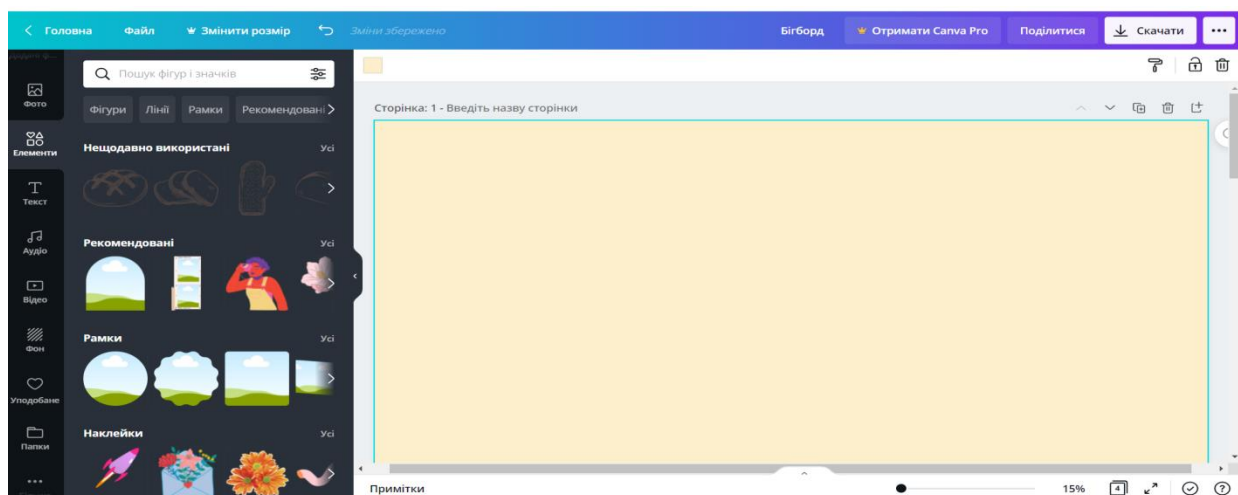 Головна Файл Змінити розмір Зміни збережено Бігборд Отримати Canva Pro Поділитися Скачати
Пошук фігур і значків
Фото
Фігури Лінії Рамки Рекомендовані
Сторінка: 1 - Введіть назву сторінки
Елементи
Нещодавно використані Усі
Текст
Аудіо
Рекомендовані Усі
Відео
Фон
Рамки Усі
Уподобане
Папки
Наклейки Усі
Примітки 15% 4